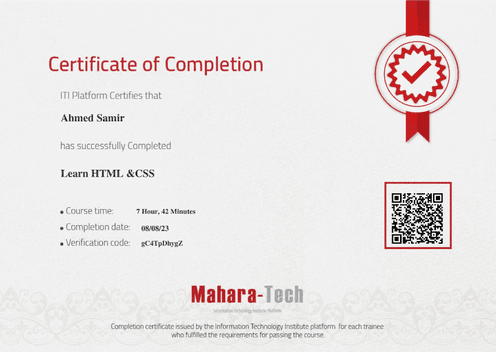 Certificate of Completion
ITI Platform Certifies that
Ahmed Samir
has successfully Completed
Learn HTML &CSS
Course time: 7 Hour, 42 Minutes
Completion date: 08/08/23
Verification code: gC4TpDhygZ
Mahara-Tech
Information Technology Institute Platform
Completion certificate issued by the Information Technology Institute platform for each trainee
who fulfilled the requirements for passing the course.